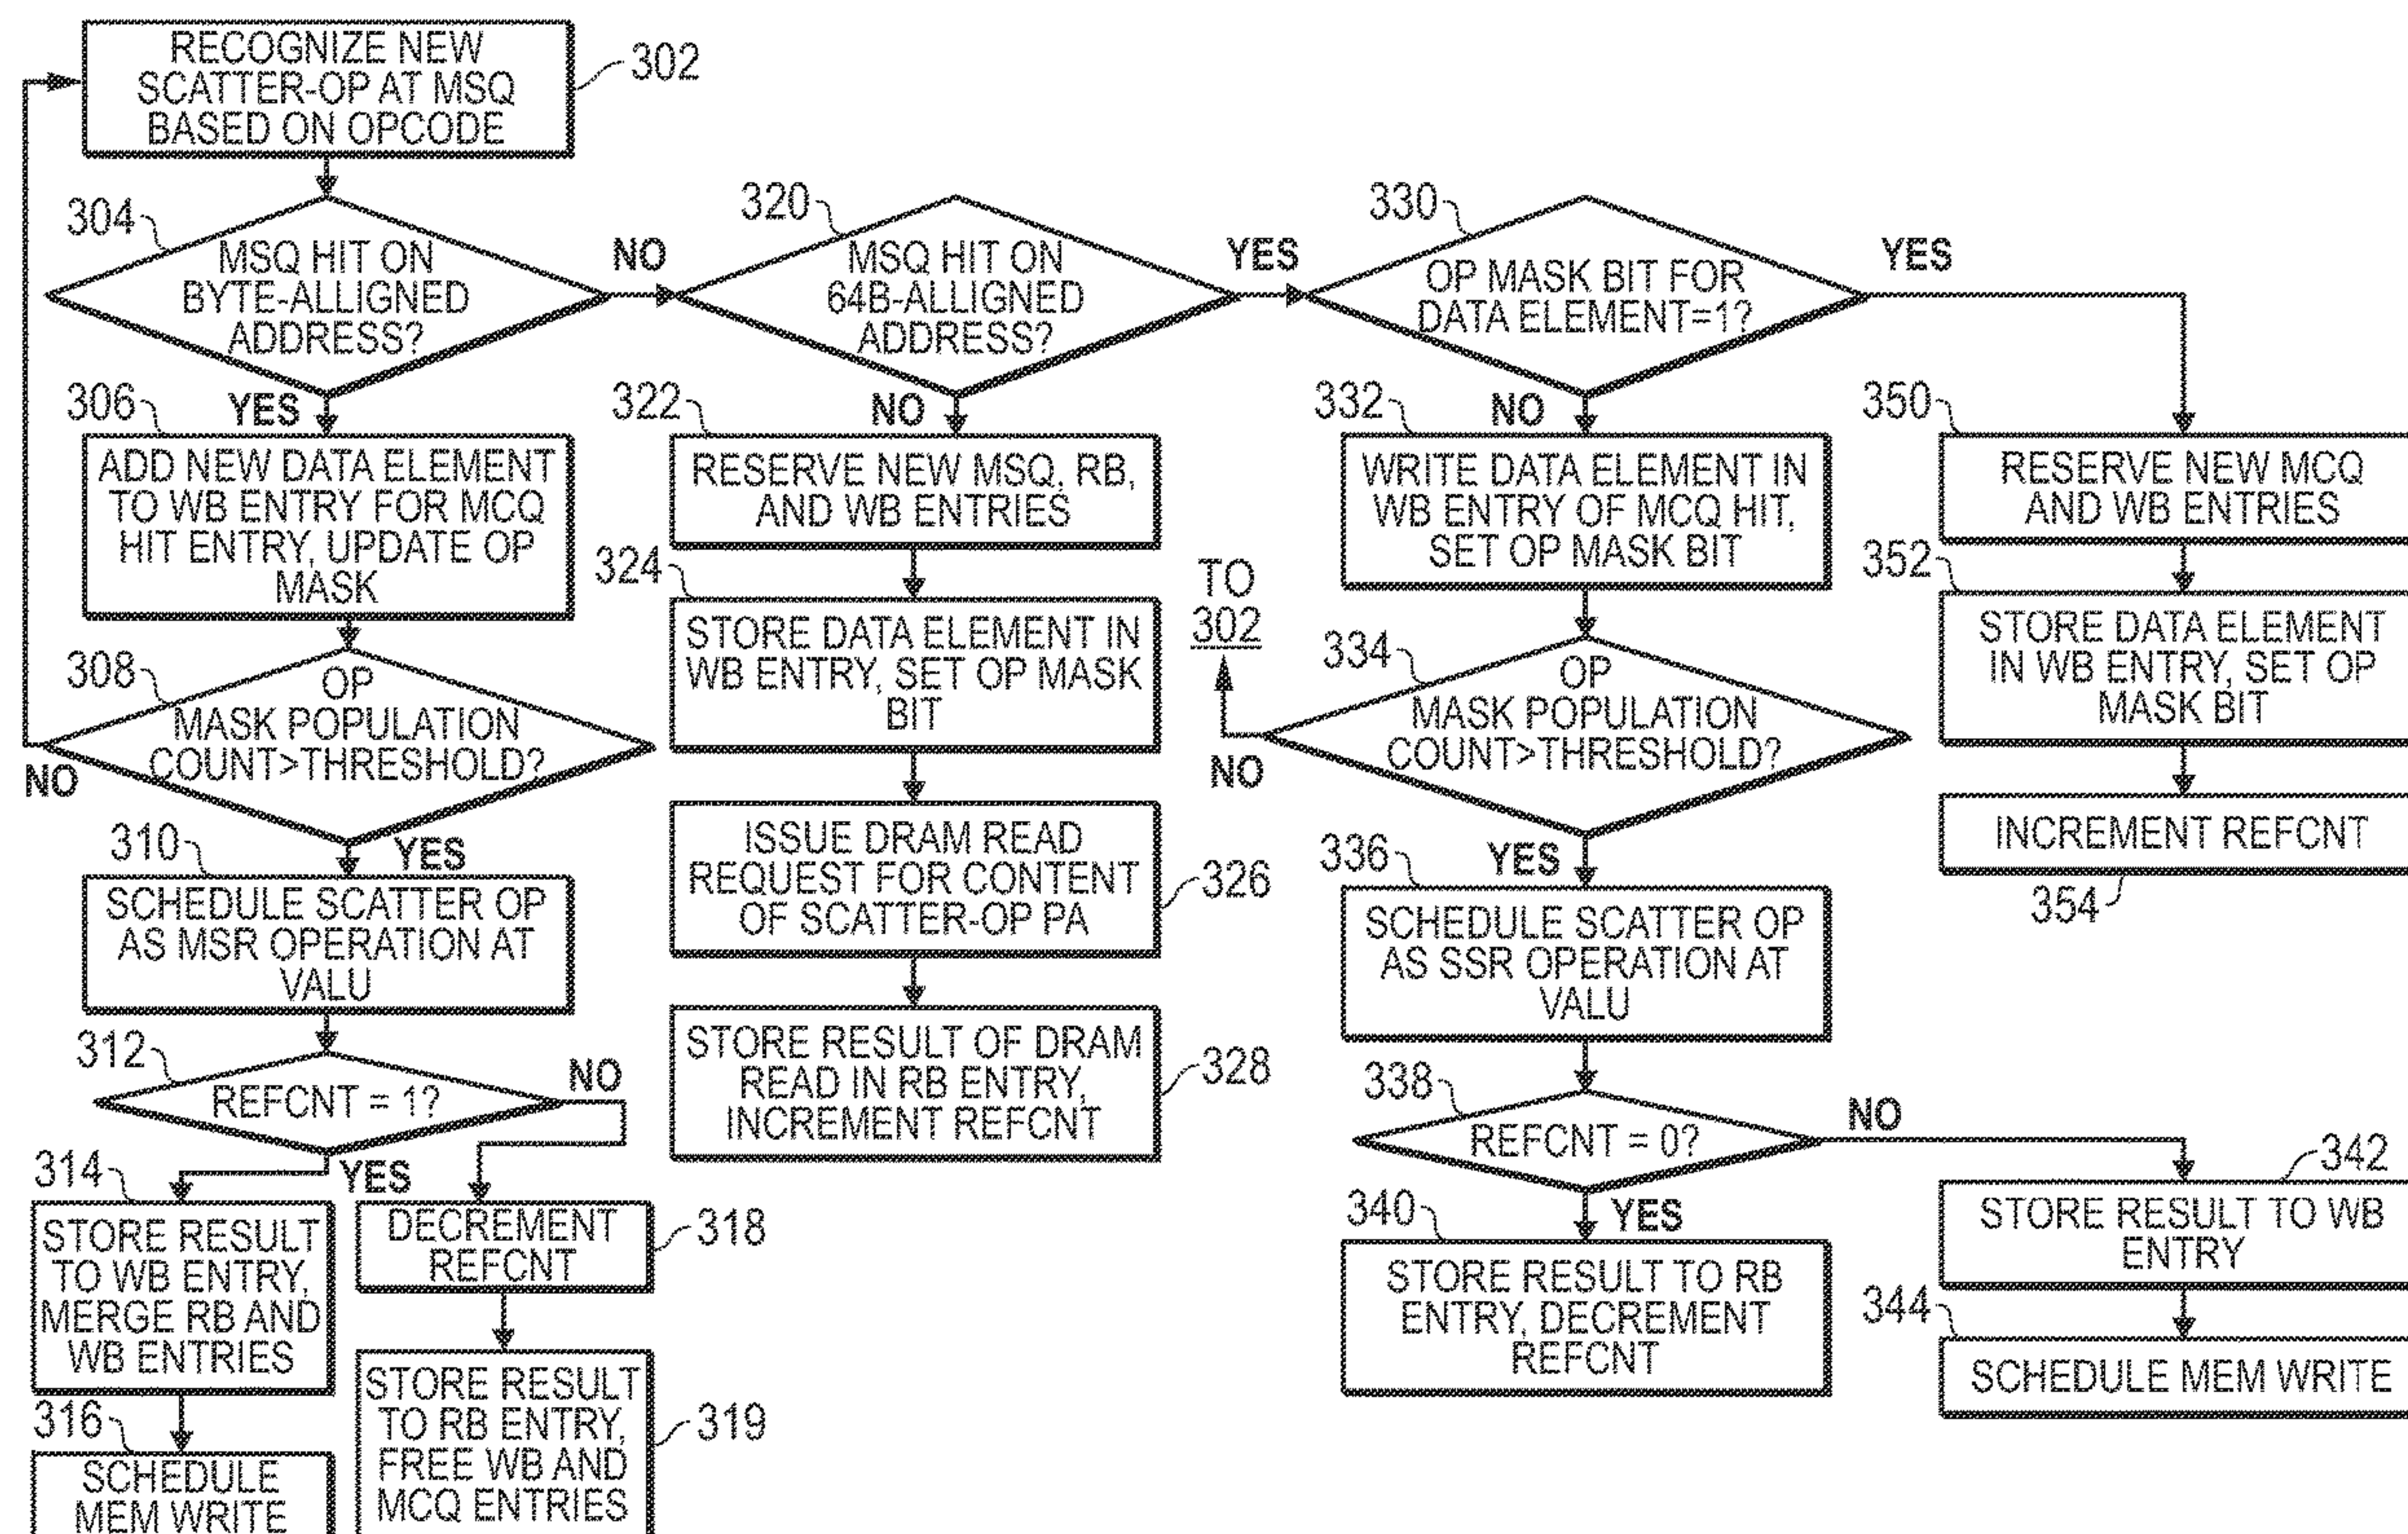 RECOGNIZE NEW
SCATTER-OP AT MSQ
BASED ON OPCODE
302
304
MSQ HIT ON
BYTE-ALLIGNED
ADDRESS?
NO
YES
306
ADD NEW DATA ELEMENT
TO WB ENTRY FOR MCQ
HIT ENTRY, UPDATE OP
MASK
308
OP
MASK POPULATION
COUNT>THRESHOLD?
NO
YES
310
SCHEDULE SCATTER OP
AS MSR OPERATION AT
VALU
312
REFCNT = 1?
NO
YES
314
STORE RESULT
TO WB ENTRY,
MERGE RB AND
WB ENTRIES
316
SCHEDULE
MEM WRITE
DECREMENT
REFCNT
318
STORE RESULT
TO RB ENTRY,
FREE WB AND
MCQ ENTRIES
319
320
MSQ HIT ON
64B-ALLIGNED
ADDRESS?
YES
NO
322
RESERVE NEW MSQ, RB,
AND WB ENTRIES
324
STORE DATA ELEMENT IN
WB ENTRY, SET OP MASK
BIT
ISSUE DRAM READ
REQUEST FOR CONTENT
OF SCATTER-OP PA
326
STORE RESULT OF DRAM
READ IN RB ENTRY,
INCREMENT REFCNT
328
330
OP MASK BIT FOR
DATA ELEMENT=1?
YES
NO
332
WRITE DATA ELEMENT IN
WB ENTRY OF MCQ HIT,
SET OP MASK BIT
TO
302
334
OP
MASK POPULATION
COUNT>THRESHOLD?
NO
YES
336
SCHEDULE SCATTER OP
AS SSR OPERATION AT
VALU
338
REFCNT = 0?
NO
YES
340
STORE RESULT TO RB
ENTRY, DECREMENT
REFCNT
342
STORE RESULT TO WB
ENTRY
344
SCHEDULE MEM WRITE
350
RESERVE NEW MCQ
AND WB ENTRIES
352
STORE DATA ELEMENT
IN WB ENTRY, SET OP
MASK BIT
INCREMENT REFCNT
354